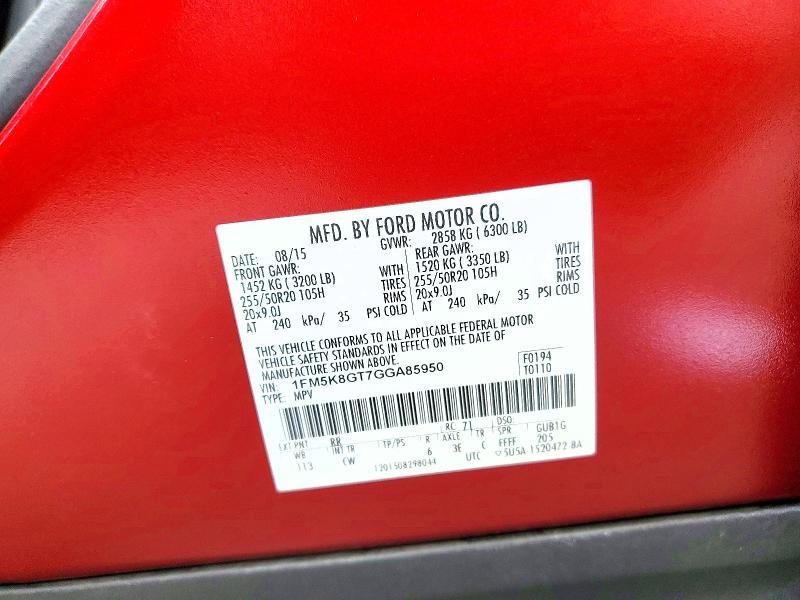 MFD. BY FORD MOTOR CO.
DATE: 08/15 GVWR: 2858 KG ( 6300 LB)
FRONT GAWR: REAR GAWR:
1452 KG ( 3200 LB) WITH 1520 KG ( 3350 LB) WITH
255/50R20 105H TIRES 255/50R20 105H TIRES
20x9.0J RIMS 20x9.0J RIMS
AT 240 kPa/ 35 PSI COLD AT 240 kPa/ 35 PSI COLD
THIS VEHICLE CONFORMS TO ALL APPLICABLE FEDERAL MOTOR
VEHICLE SAFETY STANDARDS IN EFFECT ON THE DATE OF
MANUFACTURE SHOWN ABOVE.
VIN: 1FM5K8GT7GGA85950 F0194
TYPE: MPV T0110
RC: 71 DSO:
EXT PNT RR INT TR TP/PS R AXLE TR SPR GUB1G
WB 113 CW 6 3E C FFFF 205
1201508298044 UTC ▽5U5A-1520472-BA